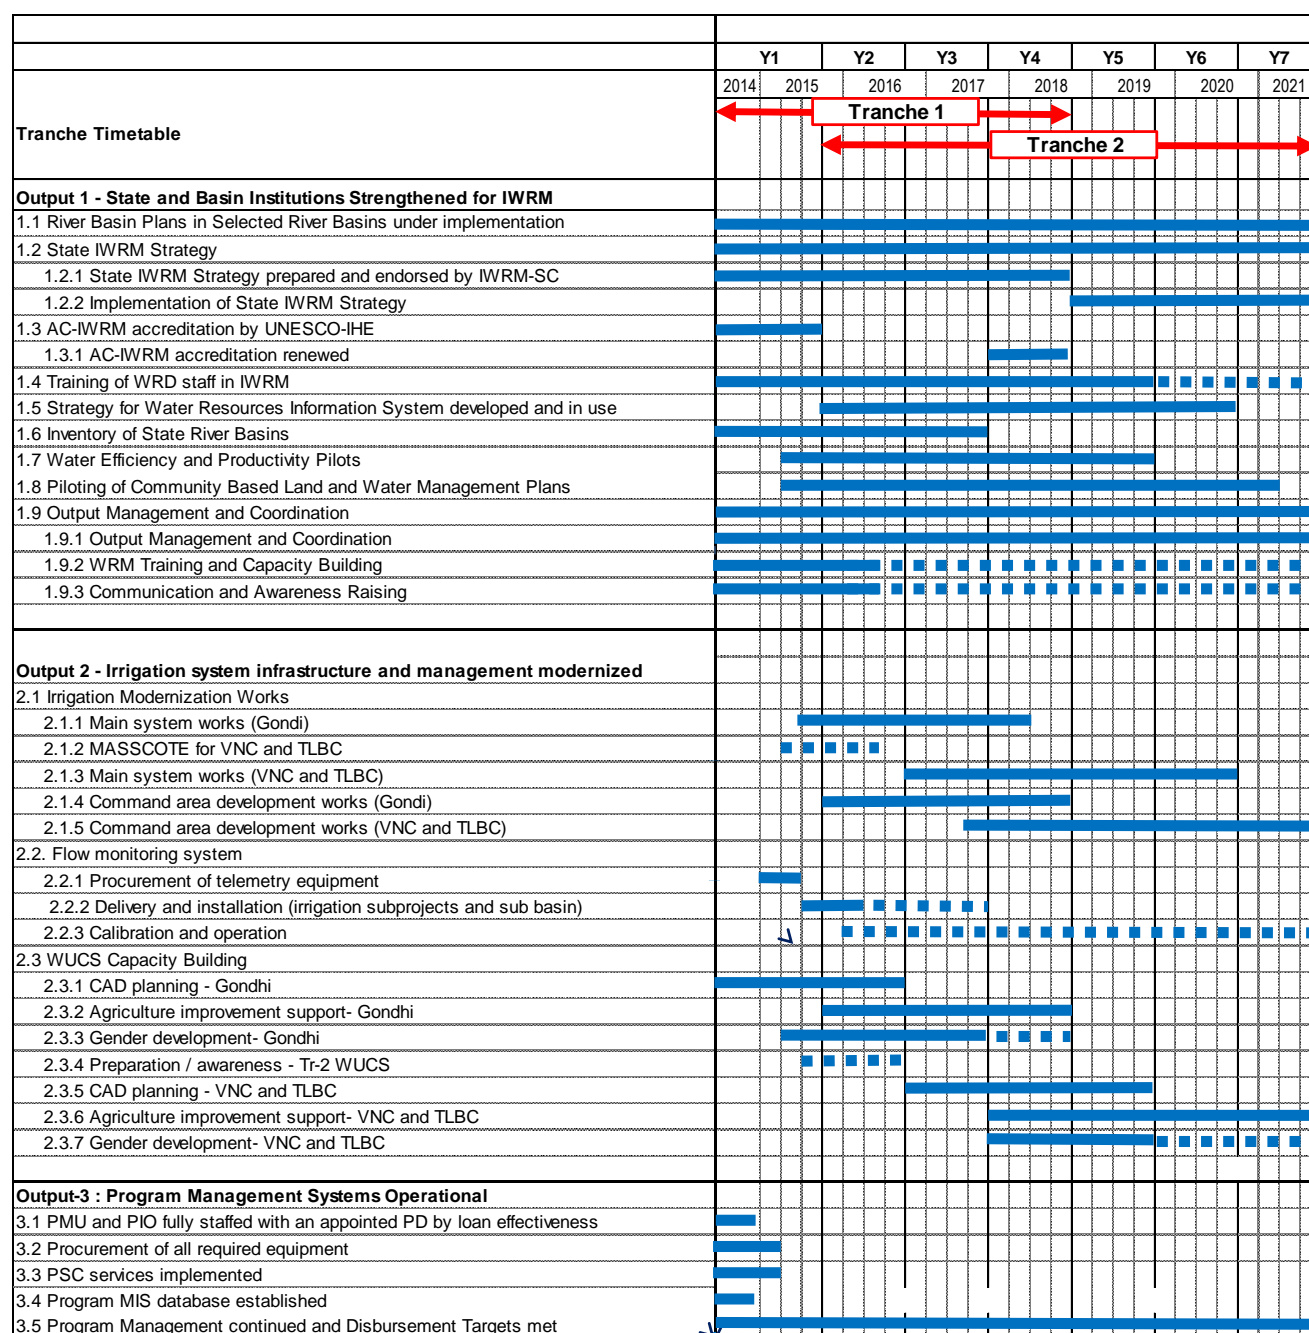 Y1 Y2 Y3 Y4 Y5 Y6 Y7
2014 2015 2016 2017 2018 2019 2020 2021
Tranche 1
Tranche Timetable
Tranche 2
Output 1 - State and Basin Institutions Strengthened for IWRM
1.1 River Basin Plans in Selected River Basins under implementation
1.2 State IWRM Strategy
1.2.1 State IWRM Strategy prepared and endorsed by IWRM-SC
1.2.2 Implementation of State IWRM Strategy
1.3 AC-IWRM accreditation by UNESCO-IHE
1.3.1 AC-IWRM accreditation renewed
1.4 Training of WRD staff in IWRM
1.5 Strategy for Water Resources Information System developed and in use
1.6 Inventory of State River Basins
1.7 Water Efficiency and Productivity Pilots
1.8 Piloting of Community Based Land and Water Management Plans
1.9 Output Management and Coordination
1.9.1 Output Management and Coordination
1.9.2 WRM Training and Capacity Building
1.9.3 Communication and Awareness Raising
Output 2 - Irrigation system infrastructure and management modernized
2.1 Irrigation Modernization Works
2.1.1 Main system works (Gondi)
2.1.2 MASSCOTE for VNC and TLBC
2.1.3 Main system works (VNC and TLBC)
2.1.4 Command area development works (Gondi)
2.1.5 Command area development works (VNC and TLBC)
2.2. Flow monitoring system
2.2.1 Procurement of telemetry equipment
2.2.2 Delivery and installation (irrigation subprojects and sub basin)
2.2.3 Calibration and operation
2.3 WUCS Capacity Building
2.3.1 CAD planning - Gondhi
2.3.2 Agriculture improvement support- Gondhi
2.3.3 Gender development- Gondhi
2.3.4 Preparation / awareness - Tr-2 WUCS
2.3.5 CAD planning - VNC and TLBC
2.3.6 Agriculture improvement support- VNC and TLBC
2.3.7 Gender development- VNC and TLBC
Output-3 : Program Management Systems Operational
3.1 PMU and PIO fully staffed with an appointed PD by loan effectiveness
3.2 Procurement of all required equipment
3.3 PSC services implemented
3.4 Program MIS database established
3.5 Program Management continued and Disbursement Targets met